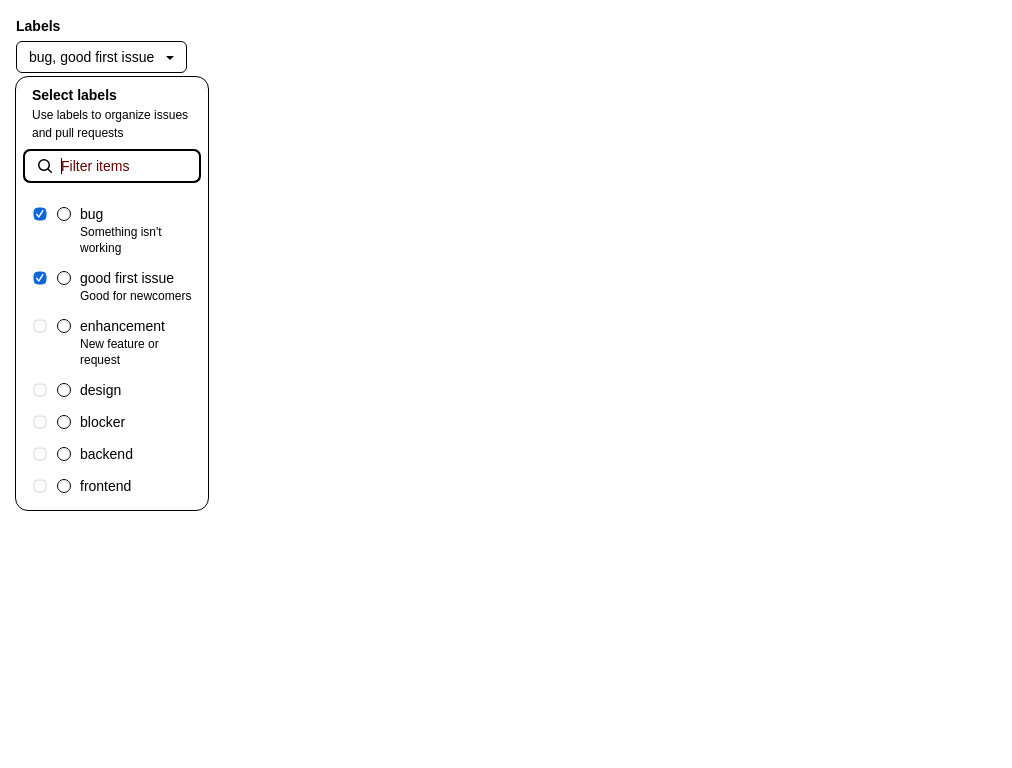 Labels
bug, good first issue
Select labels
Use labels to organize issues
and pull requests
Filter items
bug
Something isn't
working
good first issue
Good for newcomers
enhancement
New feature or
request
design
blocker
backend
frontend